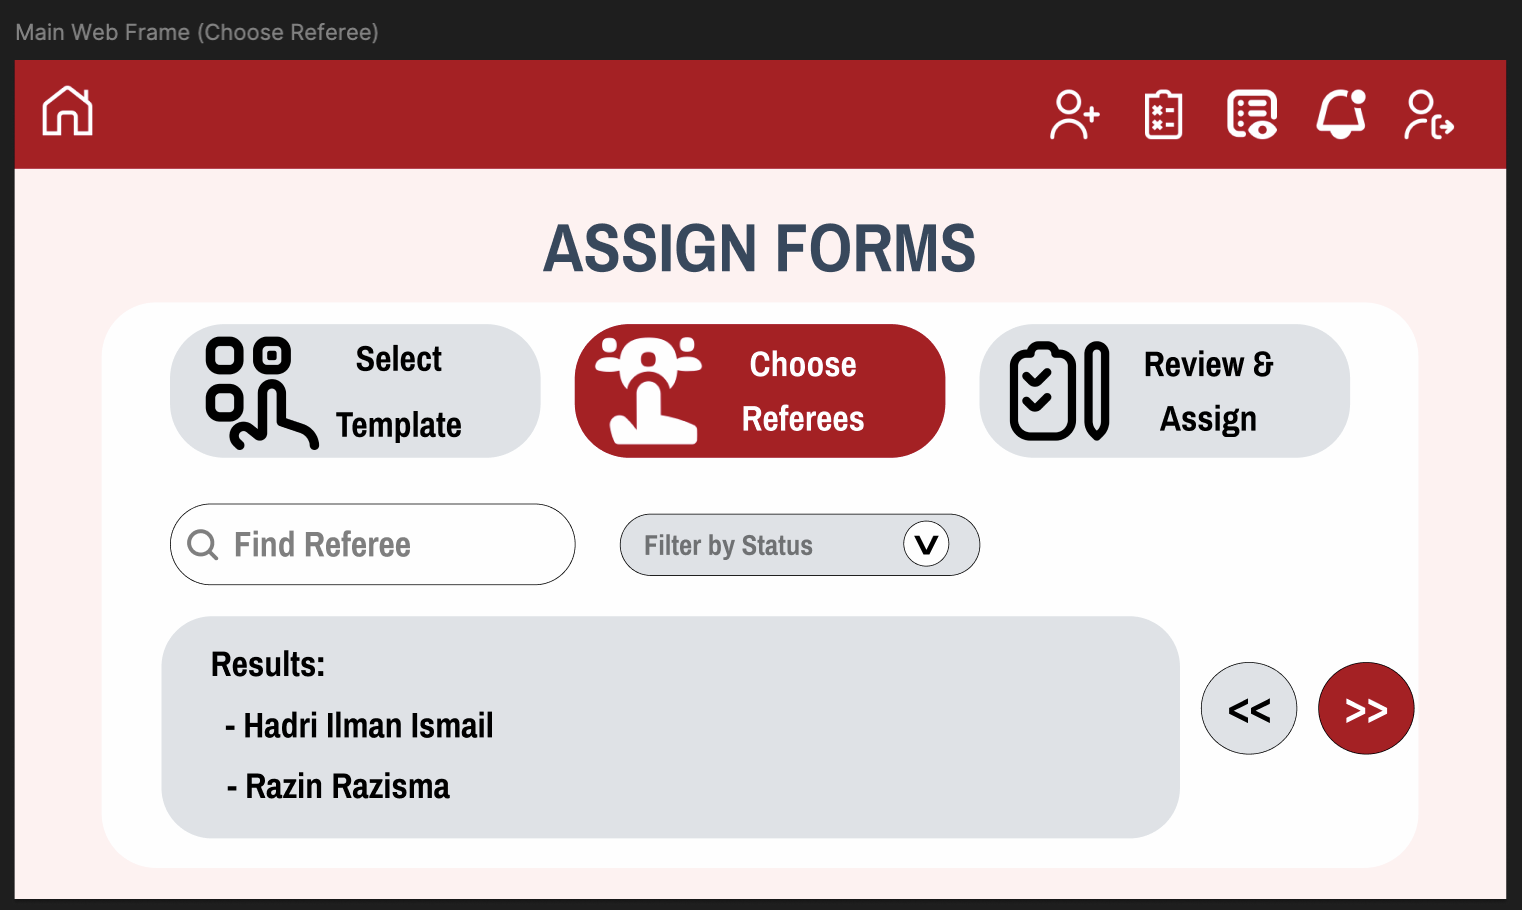 Main Web Frame (Choose Referee)
ASSIGN FORMS
Select
Template
Choose
Referees
Review &
Assign
Find Referee
Filter by Status
V
Results:
- Hadri Ilman Ismail
- Razin Razisma
<<
>>